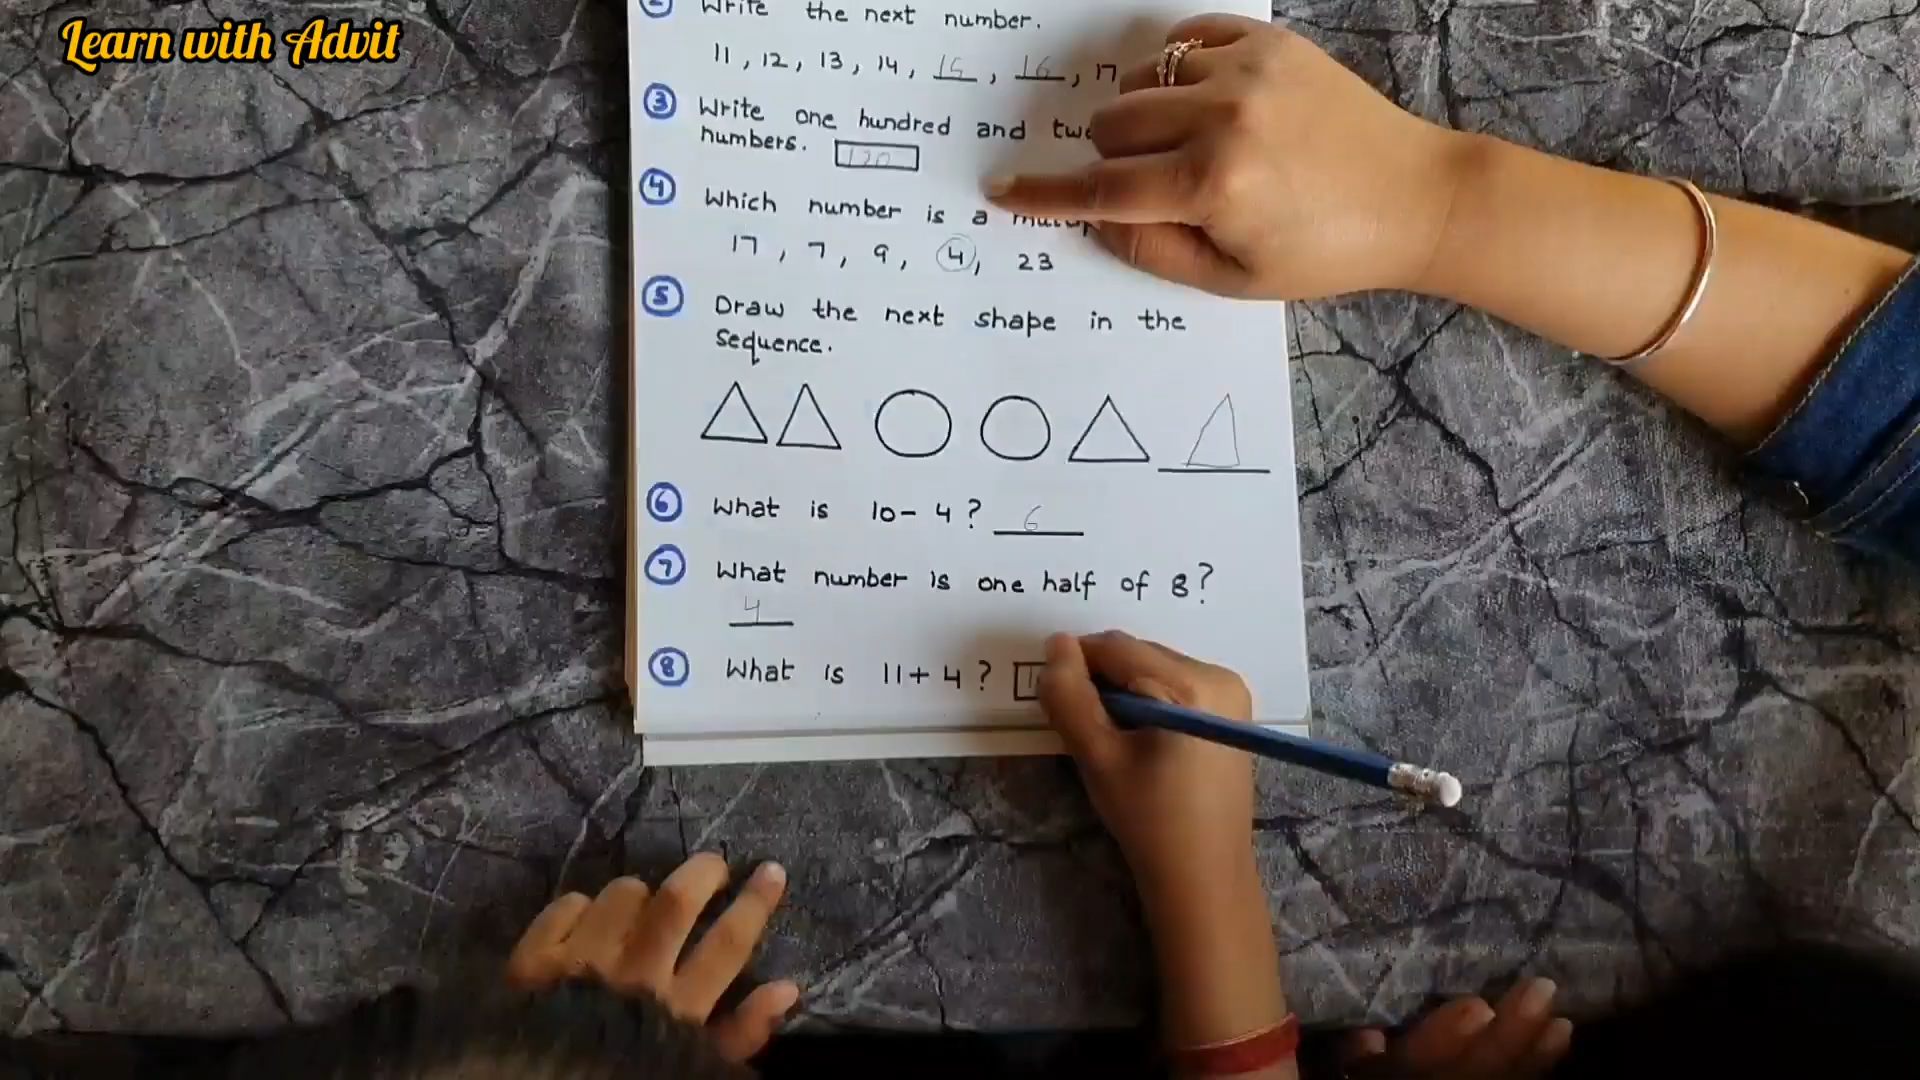 Learn with Advit
2 Write the next number.
11, 12, 13, 14, 15, 16, 17
3 Write one hundred and
numbers. 120
4 Which number is a
17, 7, 9, 4, 23
5 Draw the next shape in the
sequence.
6 What is 10- 4? 6
7 What number is one half of 8?
4
8 What is 11+ 4?